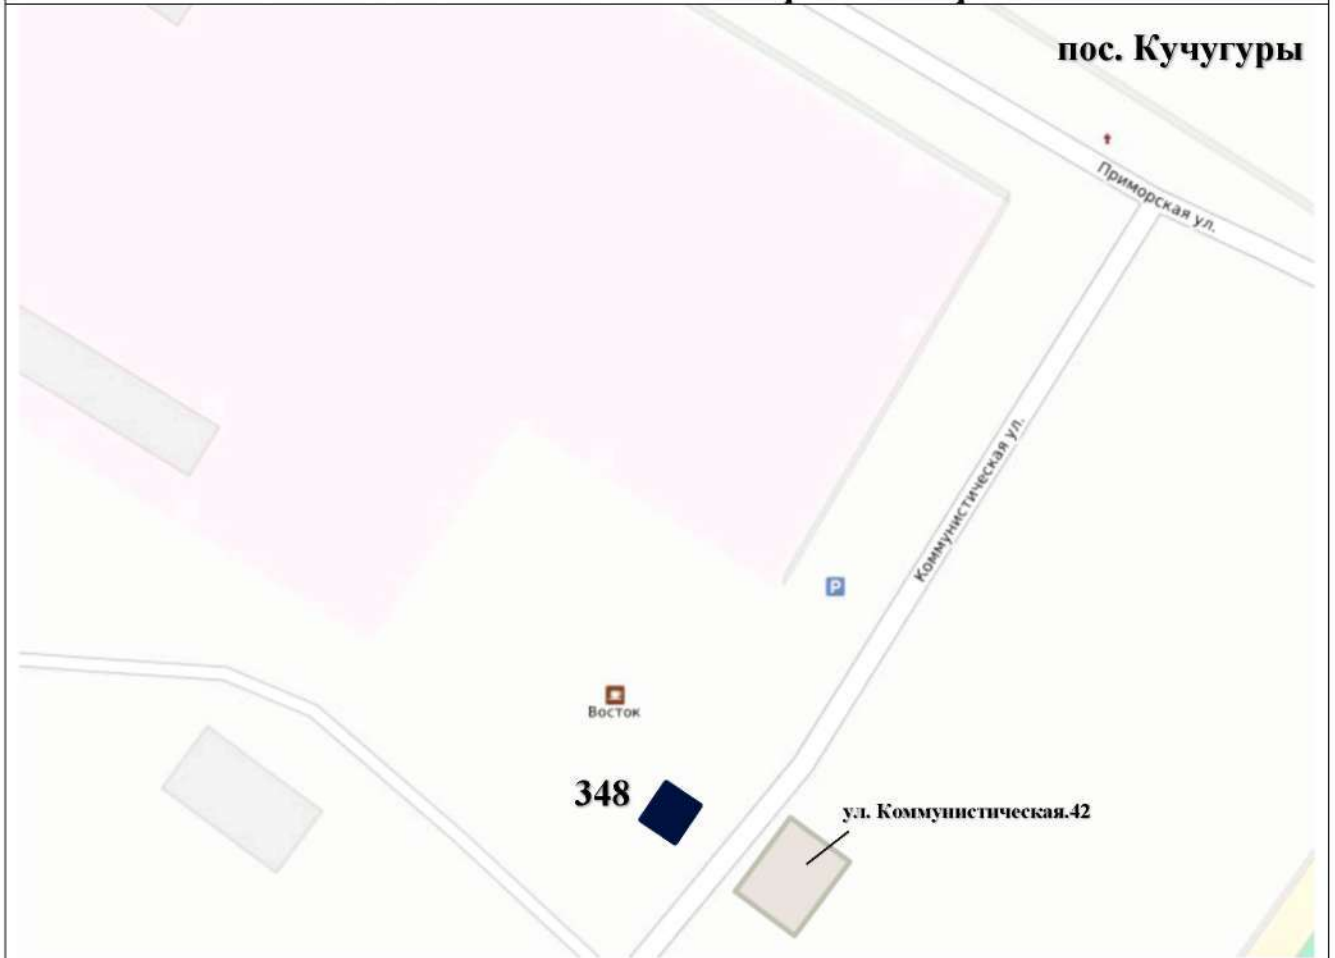 пос. Кучугуры
Приморская ул.
Коммунистическая ул.
P
Восток
348
ул. Коммунистическая.42